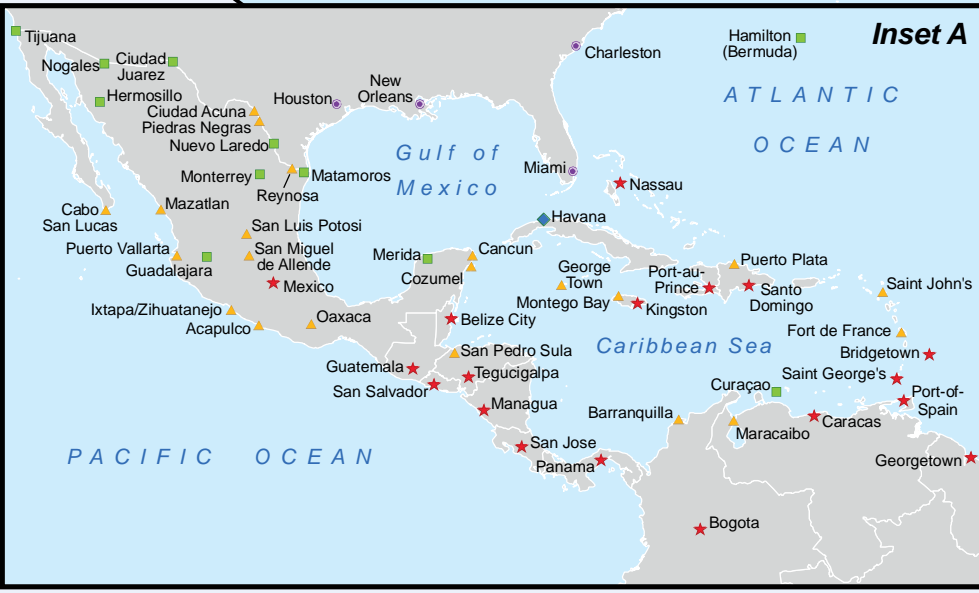 Inset A
Hamilton
(Bermuda)
ATLANTIC
OCEAN
Tijuana
Nogales
Ciudad
Juarez
Hermosillo
Ciudad Acuna
Piedras Negras
Nuevo Laredo
Monterrey
Reynosa
Matamoros
Houston
New
Orleans
Charleston
Miami
Gulf of
Mexico
Nassau
Havana
Cabo
San Lucas
Mazatlan
San Luis Potosi
Puerto Vallarta
Guadalajara
San Miguel
de Allende
Mexico
Merida
Cancun
Cozumel
George
Town
Montego Bay
Kingston
Port-au-
Prince
Puerto Plata
Santo
Domingo
Saint John's
Ixtapa/Zihuatanejo
Acapulco
Oaxaca
Belize City
Caribbean Sea
Fort de France
Bridgetown
Saint George's
Port-of-
Spain
Guatemala
San Pedro Sula
Tegucigalpa
San Salvador
Managua
Curaçao
Barranquilla
Maracaibo
Caracas
San Jose
Panama
Georgetown
PACIFIC OCEAN
Bogota